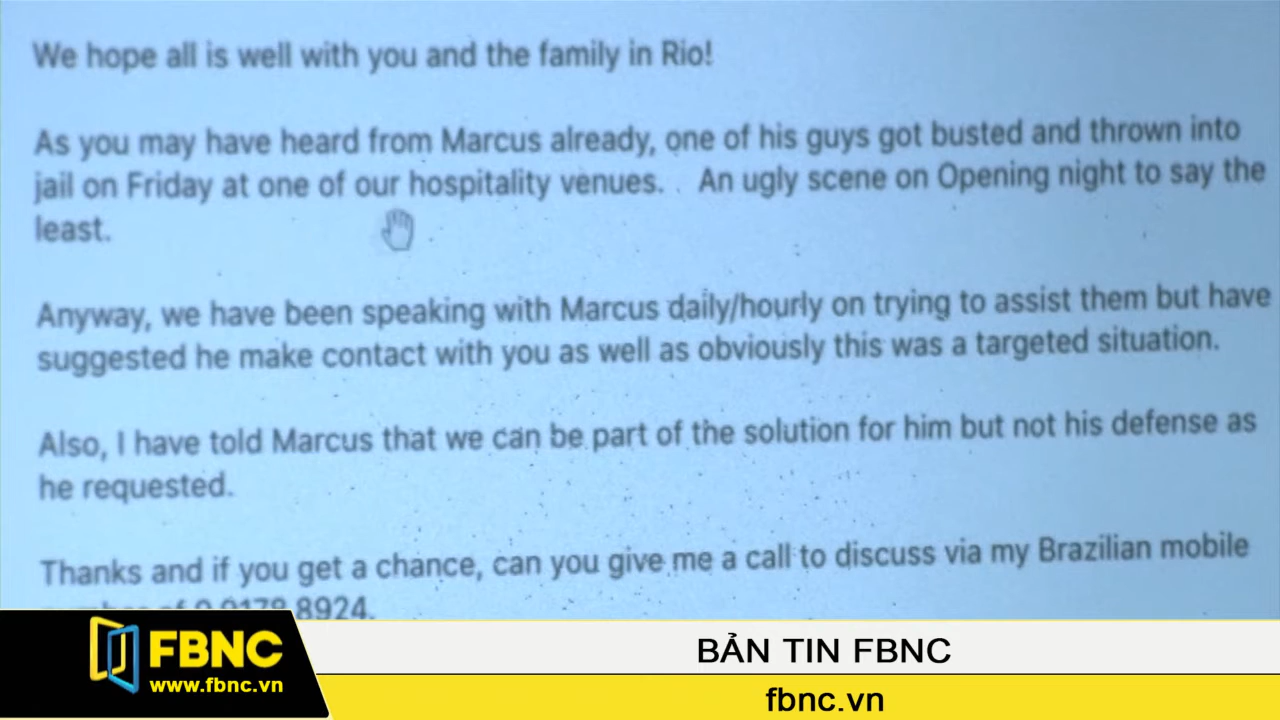 We hope all is well with you and the family in Rio!
As you may have heard from Marcus already, one of his guys got busted and thrown into
jail on Friday at one of our hospitality venues. . An ugly scene on Opening night to say the
least.
Anyway, we have been speaking with Marcus daily/hourly on trying to assist them but have
suggested he make contact with you as well as obviously this was a targeted situation.
Also, I have told Marcus that we can be part of the solution for him but not his defense as
he requested.
Thanks and if you get a chance, can you give me a call to discuss via my Brazilian mobile
8924.
FBNC
www.fbnc.vn
BẢN TIN FBNC
fbnc.vn